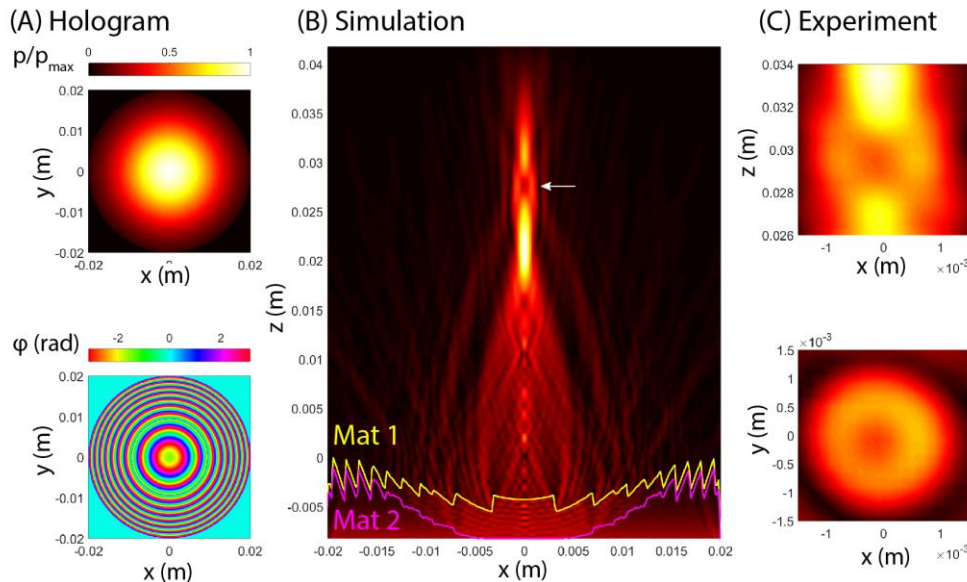 (A) Hologram
p/pmax
0 0.5 1
0.02
0.01
0
-0.01
-0.02
y (m)
-0.02 0 0.02
x (m)
φ (rad)
-2 0 2
0.02
0.01
0
-0.01
-0.02
y (m)
-0.02 0 0.02
x (m)
(B) Simulation
0.04
0.035
0.03
0.025
0.02
0.015
0.01
0.005
0
-0.005
z (m)
Mat 1
Mat 2
-0.02 -0.015 -0.01 -0.005 0 0.005 0.01 0.015 0.02
x (m)
(C) Experiment
0.034
0.032
0.03
0.028
0.026
z (m)
-1 0 1
x (m) ×10⁻³
×10⁻³
1.5
1
0.5
0
-0.5
-1
-1.5
y (m)
-1 0 1
x (m) ×10⁻³